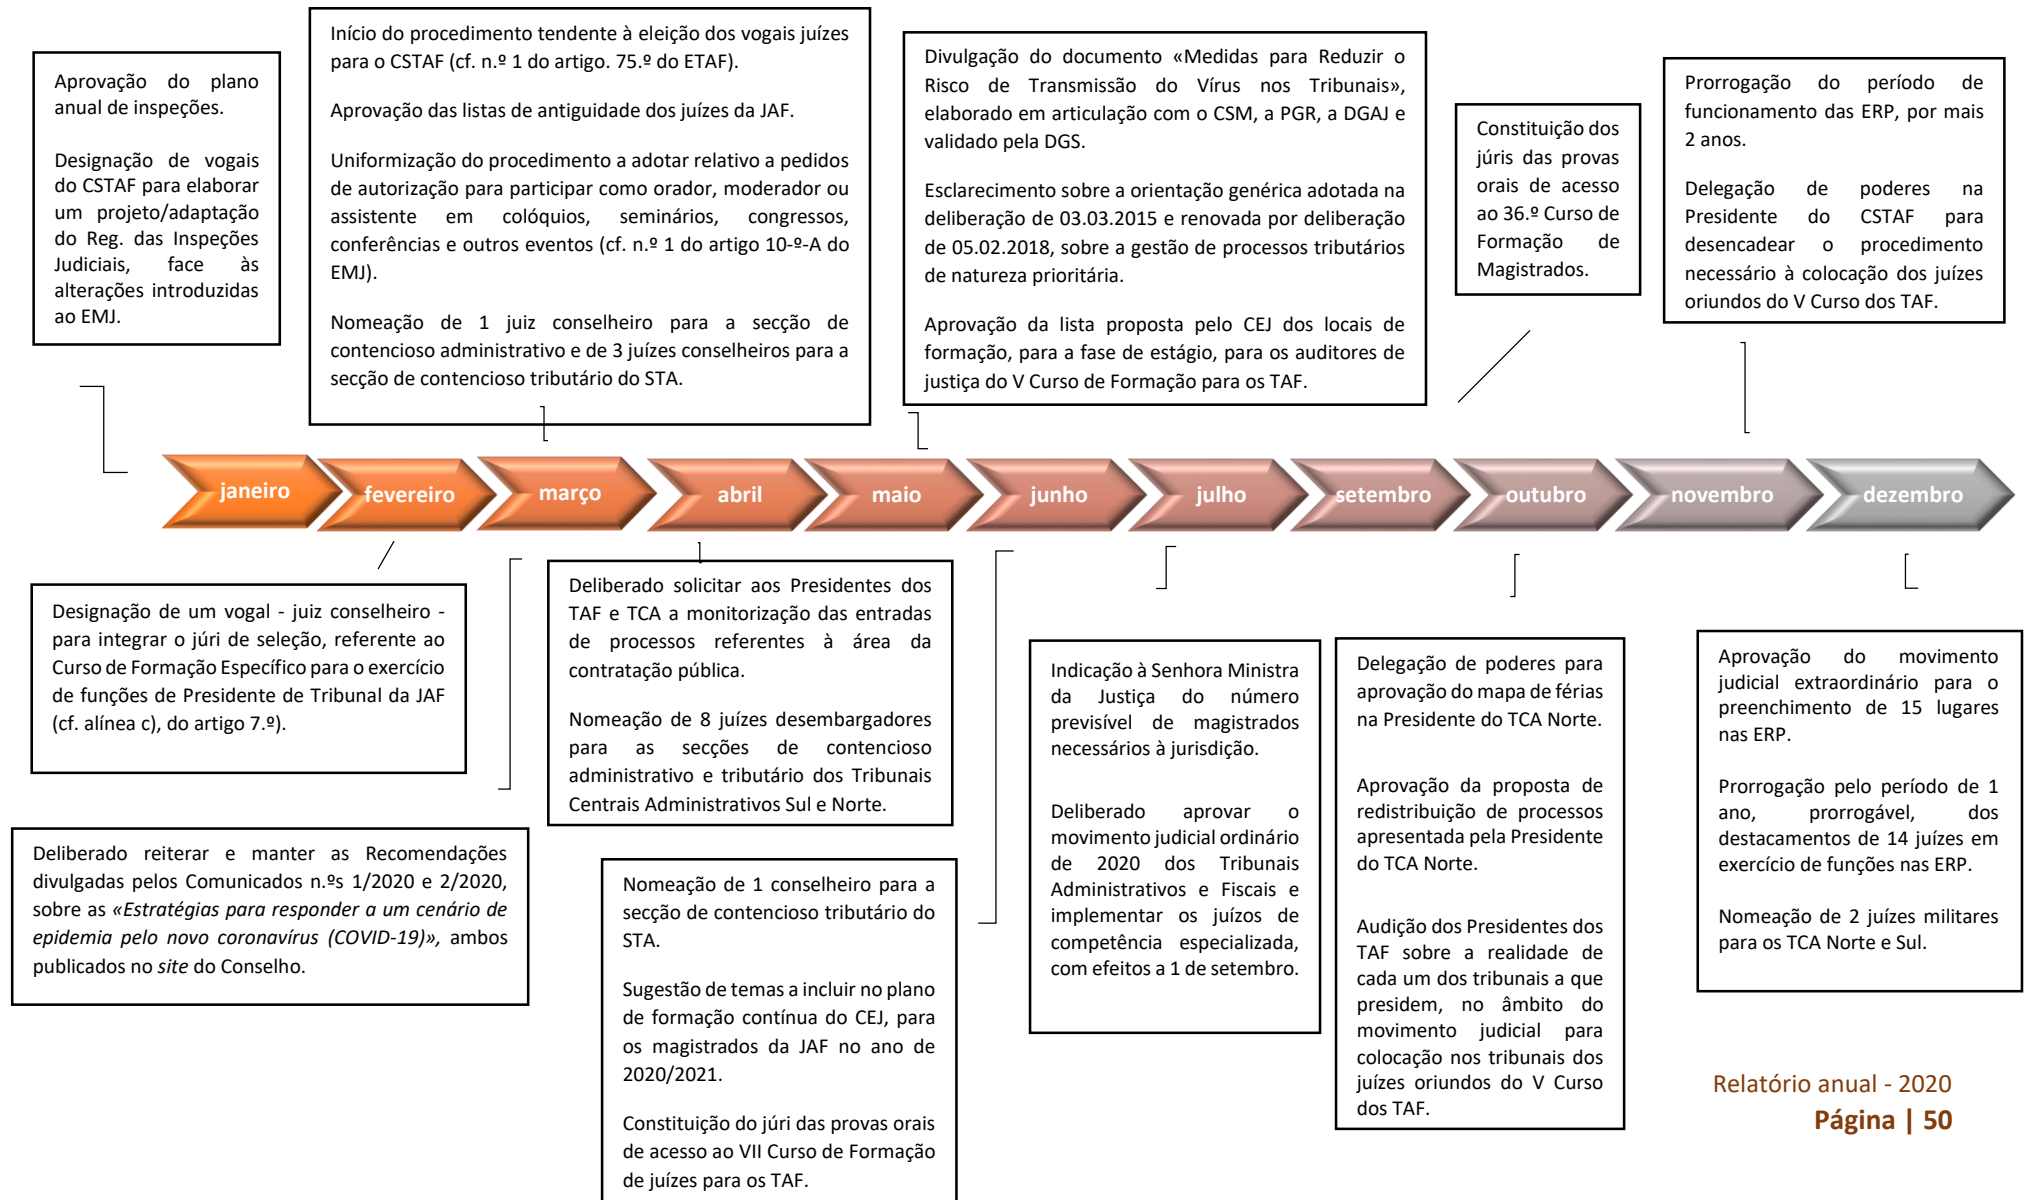 Aprovação do plano
anual de inspeções.
Designação de vogais
do CSTAF para elaborar
um projeto/adaptação
do Reg. das Inspeções
Judiciais, face às
alterações introduzidas
ao EMJ.
Início do procedimento tendente à eleição dos vogais juízes
para o CSTAF (cf. n.º 1 do artigo. 75.º do ETAF).
Aprovação das listas de antiguidade dos juízes da JAF.
Uniformização do procedimento a adotar relativo a pedidos
de autorização para participar como orador, moderador ou
assistente em colóquios, seminários, congressos,
conferências e outros eventos (cf. n.º 1 do artigo 10-º-A do
EMJ).
Nomeação de 1 juiz conselheiro para a secção de
contencioso administrativo e de 3 juízes conselheiros para a
secção de contencioso tributário do STA.
Divulgação do documento «Medidas para Reduzir o
Risco de Transmissão do Vírus nos Tribunais»,
elaborado em articulação com o CSM, a PGR, a DGAJ e
validado pela DGS.
Esclarecimento sobre a orientação genérica adotada na
deliberação de 03.03.2015 e renovada por deliberação
de 05.02.2018, sobre a gestão de processos tributários
de natureza prioritária.
Aprovação da lista proposta pelo CEJ dos locais de
formação, para a fase de estágio, para os auditores de
justiça do V Curso de Formação para os TAF.
Constituição dos
júris das provas
orais de acesso
ao 36.º Curso de
Formação de
Magistrados.
Prorrogação do período de
funcionamento das ERP, por mais
2 anos.
Delegação de poderes na
Presidente do CSTAF para
desencadear o procedimento
necessário à colocação dos juízes
oriundos do V Curso dos TAF.
janeiro
fevereiro
março
abril
maio
junho
julho
setembro
outubro
novembro
dezembro
Designação de um vogal - juiz conselheiro -
para integrar o júri de seleção, referente ao
Curso de Formação Específico para o exercício
de funções de Presidente de Tribunal da JAF
(cf. alínea c), do artigo 7.º).
Deliberado reiterar e manter as Recomendações
divulgadas pelos Comunicados n.ºs 1/2020 e 2/2020,
sobre as «Estratégias para responder a um cenário de
epidemia pelo novo coronavírus (COVID-19)», ambos
publicados no site do Conselho.
Deliberado solicitar aos Presidentes dos
TAF e TCA a monitorização das entradas
de processos referentes à área da
contratação pública.
Nomeação de 8 juízes desembargadores
para as secções de contencioso
administrativo e tributário dos Tribunais
Centrais Administrativos Sul e Norte.
Nomeação de 1 conselheiro para a
secção de contencioso tributário do
STA.
Sugestão de temas a incluir no plano
de formação contínua do CEJ, para
os magistrados da JAF no ano de
2020/2021.
Constituição do júri das provas orais
de acesso ao VII Curso de Formação
de juízes para os TAF.
Indicação à Senhora Ministra
da Justiça do número
previsível de magistrados
necessários à jurisdição.
Deliberado aprovar o
movimento judicial ordinário
de 2020 dos Tribunais
Administrativos e Fiscais e
implementar os juízos de
competência especializada,
com efeitos a 1 de setembro.
Delegação de poderes para
aprovação do mapa de férias
na Presidente do TCA Norte.
Aprovação da proposta de
redistribuição de processos
apresentada pela Presidente
do TCA Norte.
Audição dos Presidentes dos
TAF sobre a realidade de
cada um dos tribunais a que
presidem, no âmbito do
movimento judicial para
colocação nos tribunais dos
juízes oriundos do V Curso
dos TAF.
Aprovação do movimento
judicial extraordinário para o
preenchimento de 15 lugares
nas ERP.
Prorrogação pelo período de 1
ano, prorrogável, dos
destacamentos de 14 juízes em
exercício de funções nas ERP.
Nomeação de 2 juízes militares
para os TCA Norte e Sul.
Relatório anual - 2020
Página | 50